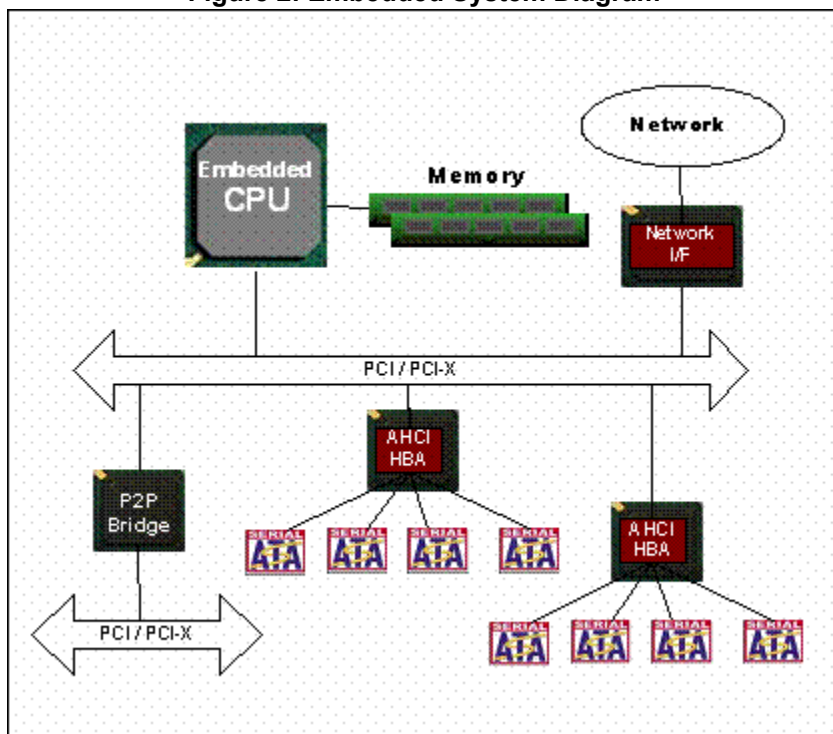 Figure 2: Embedded System Diagram
Network
Embedded
CPU
Memory
Network
I/F
PCI / PCI-X
AHCI
HBA
P2P
Bridge
SERIAL
ATA
SERIAL
ATA
SERIAL
ATA
SERIAL
ATA
AHCI
HBA
PCI / PCI-X
SERIAL
ATA
SERIAL
ATA
SERIAL
ATA
SERIAL
ATA